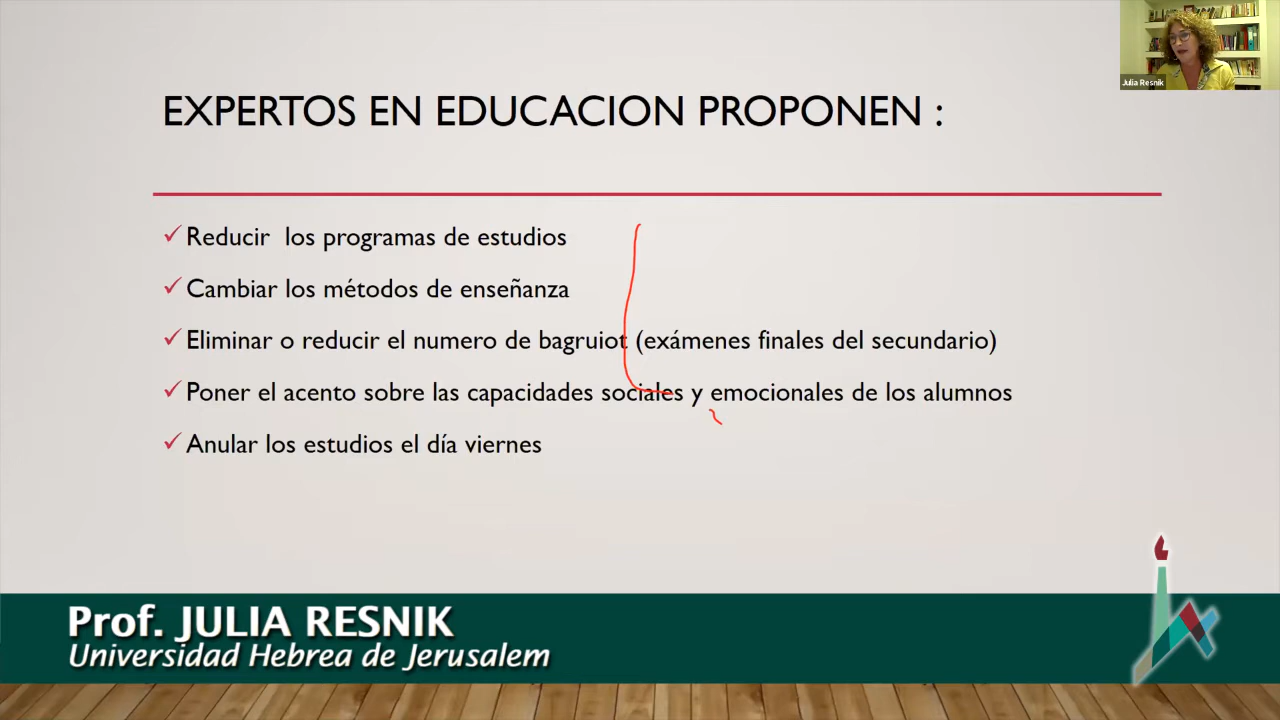 Julia Resnik
EXPERTOS EN EDUCACION PROPONEN :
Reducir los programas de estudios
Cambiar los métodos de enseñanza
Eliminar o reducir el numero de bagruiot (exámenes finales del secundario)
Poner el acento sobre las capacidades sociales y emocionales de los alumnos
Anular los estudios el día viernes
Prof. JULIA RESNIK
Universidad Hebrea de Jerusalem